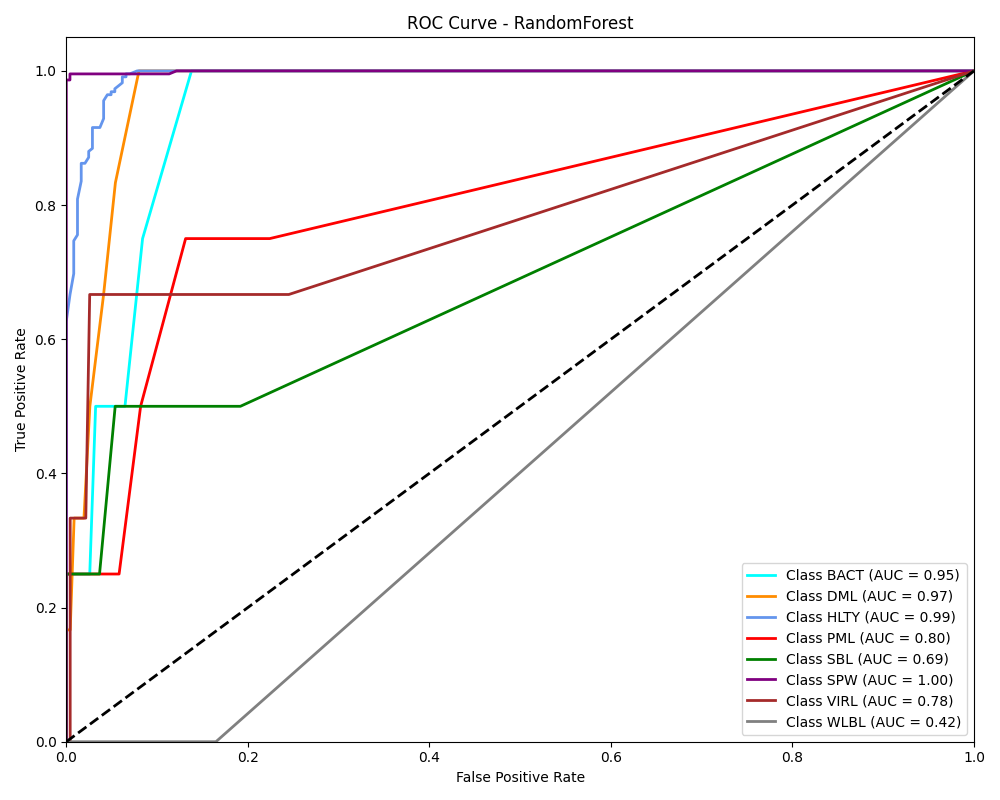 ROC Curve - RandomForest
True Positive Rate
1.0
0.8
0.6
0.4
0.2
0.0
0.0 0.2 0.4 0.6 0.8 1.0
False Positive Rate
Class BACT (AUC = 0.95)
Class DML (AUC = 0.97)
Class HLTY (AUC = 0.99)
Class PML (AUC = 0.80)
Class SBL (AUC = 0.69)
Class SPW (AUC = 1.00)
Class VIRL (AUC = 0.78)
Class WLBL (AUC = 0.42)